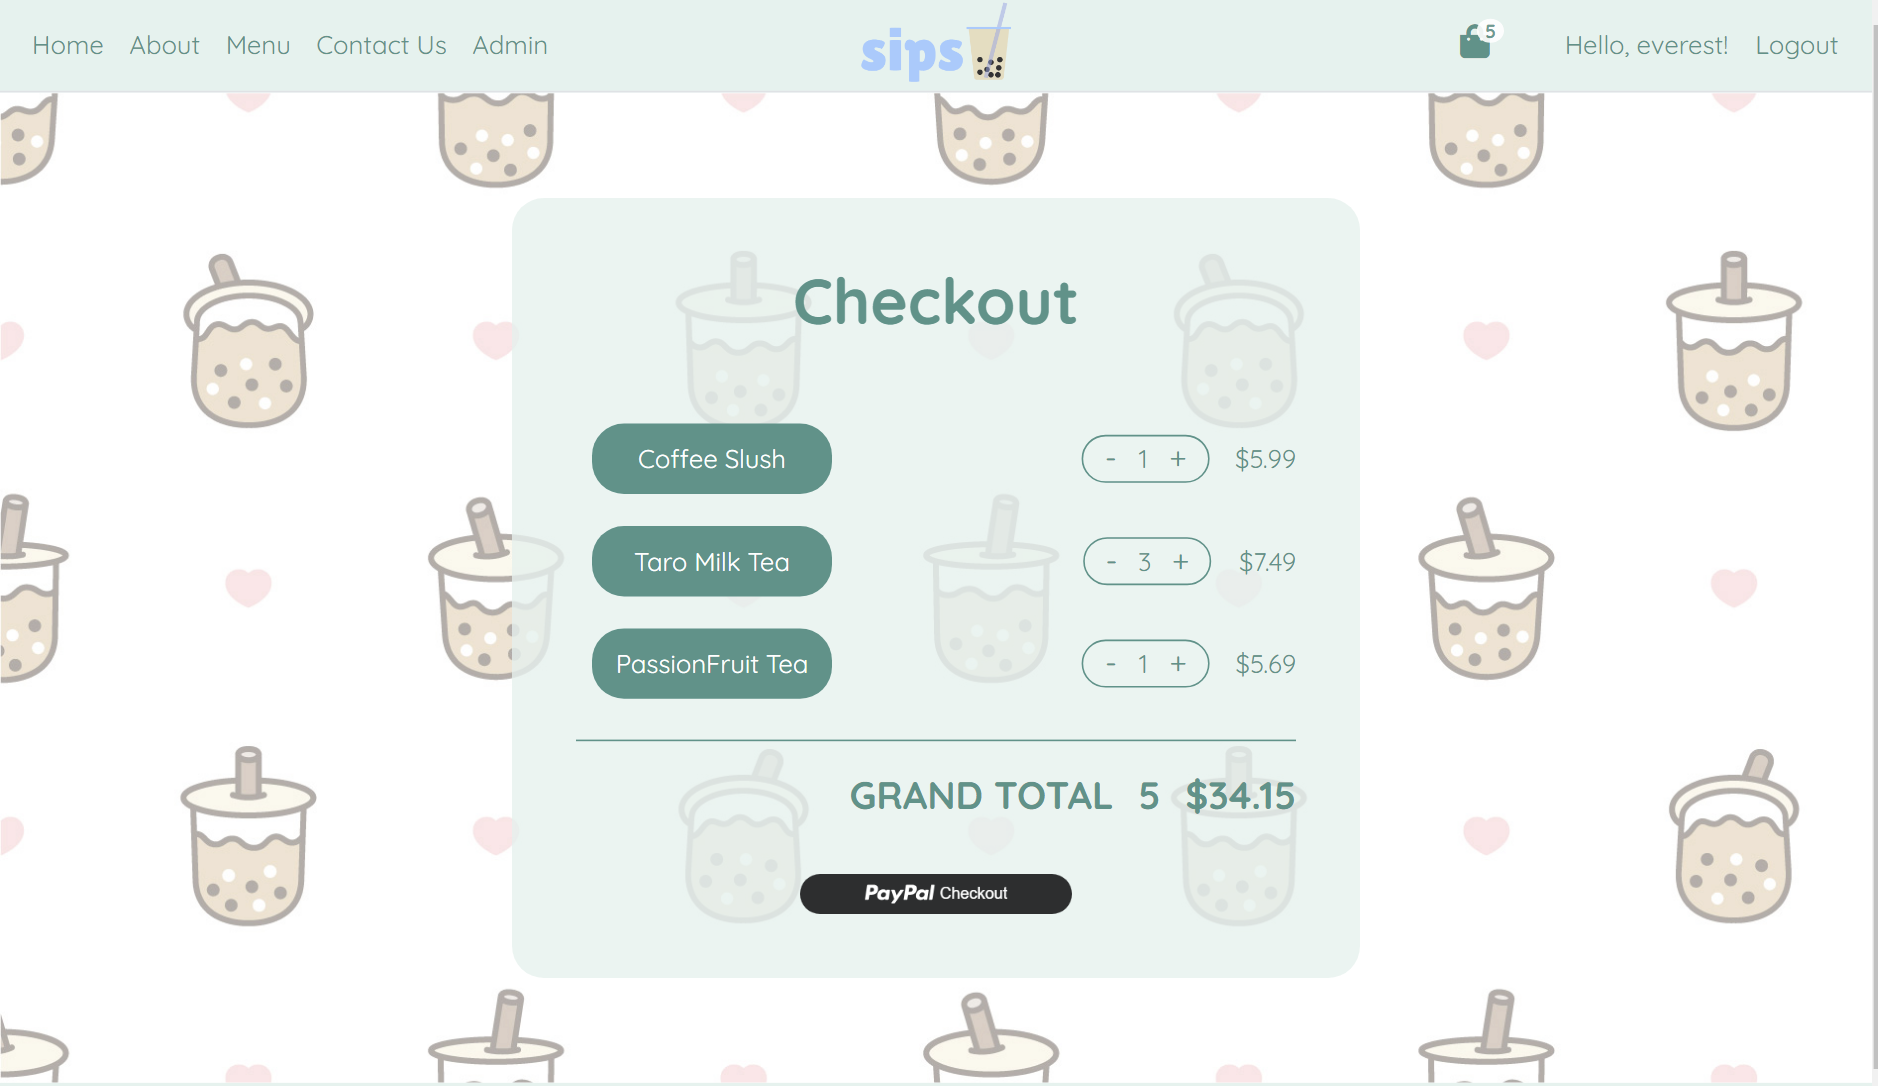 Home About Menu Contact Us Admin sips 5 Hello, everest! Logout
Checkout
Coffee Slush - 1 + $5.99
Taro Milk Tea - 3 + $7.49
PassionFruit Tea - 1 + $5.69
GRAND TOTAL 5 $34.15
PayPal Checkout